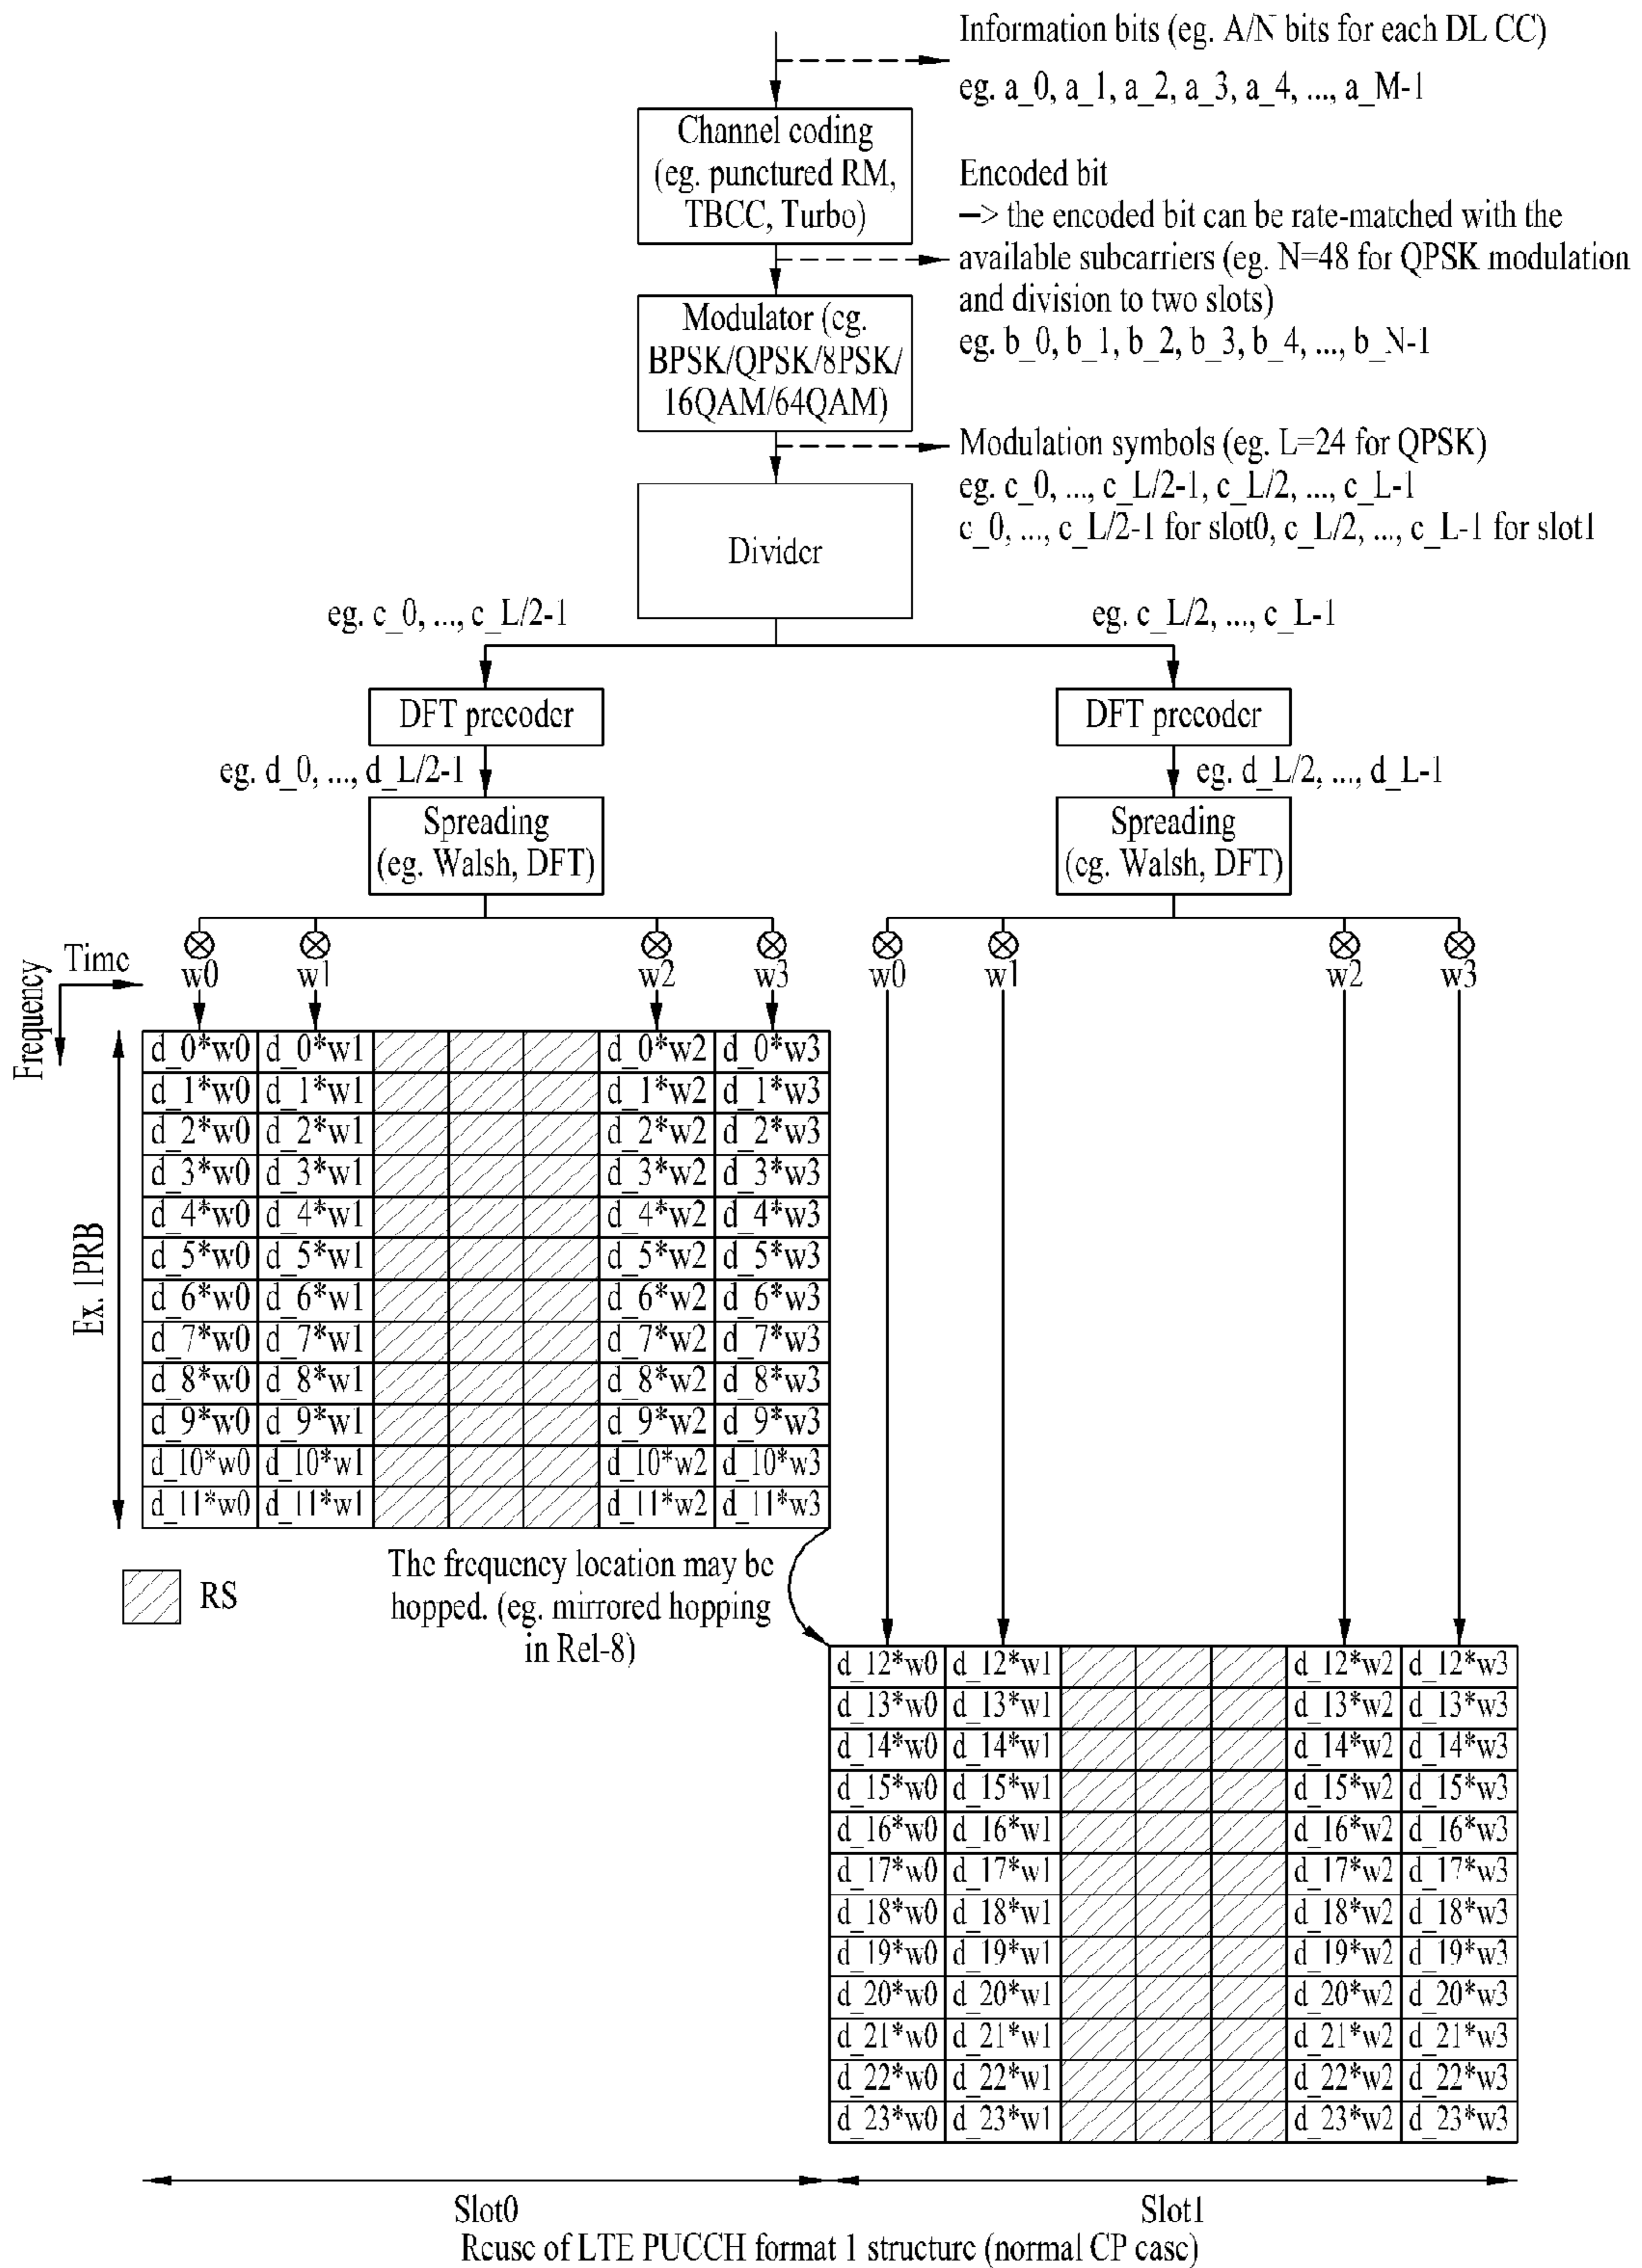 Information bits (eg. A/N bits for each DL CC)
eg. a_0, a_1, a_2, a_3, a_4, ..., a_M-1
Channel coding
(eg. punctured RM,
TBCC, Turbo)
Encoded bit
–> the encoded bit can be rate-matched with the
available subcarriers (eg. N=48 for QPSK modulation
and division to two slots)
eg. b_0, b_1, b_2, b_3, b_4, ..., b_N-1
Modulator (eg.
BPSK/QPSK/8PSK/
16QAM/64QAM)
Modulation symbols (eg. L=24 for QPSK)
eg. c_0, ..., c_L/2-1, c_L/2, ..., c_L-1
c_0, ..., c_L/2-1 for slot0, c_L/2, ..., c_L-1 for slot1
Divider
eg. c_0, ..., c_L/2-1
eg. c_L/2, ..., c_L-1
DFT precoder
DFT precoder
eg. d_0, ..., d_L/2-1
eg. d_L/2, ..., d_L-1
Spreading
(eg. Walsh, DFT)
Spreading
(eg. Walsh, DFT)
Time
Frequency
w0 w1 w2 w3
w0 w1 w2 w3
Ex. 1PRB
d_0*w0 d_0*w1 d_0*w2 d_0*w3
d_1*w0 d_1*w1 d_1*w2 d_1*w3
d_2*w0 d_2*w1 d_2*w2 d_2*w3
d_3*w0 d_3*w1 d_3*w2 d_3*w3
d_4*w0 d_4*w1 d_4*w2 d_4*w3
d_5*w0 d_5*w1 d_5*w2 d_5*w3
d_6*w0 d_6*w1 d_6*w2 d_6*w3
d_7*w0 d_7*w1 d_7*w2 d_7*w3
d_8*w0 d_8*w1 d_8*w2 d_8*w3
d_9*w0 d_9*w1 d_9*w2 d_9*w3
d_10*w0 d_10*w1 d_10*w2 d_10*w3
d_11*w0 d_11*w1 d_11*w2 d_11*w3
RS
The frequency location may be
hopped. (eg. mirrored hopping
in Rel-8)
d_12*w0 d_12*w1 d_12*w2 d_12*w3
d_13*w0 d_13*w1 d_13*w2 d_13*w3
d_14*w0 d_14*w1 d_14*w2 d_14*w3
d_15*w0 d_15*w1 d_15*w2 d_15*w3
d_16*w0 d_16*w1 d_16*w2 d_16*w3
d_17*w0 d_17*w1 d_17*w2 d_17*w3
d_18*w0 d_18*w1 d_18*w2 d_18*w3
d_19*w0 d_19*w1 d_19*w2 d_19*w3
d_20*w0 d_20*w1 d_20*w2 d_20*w3
d_21*w0 d_21*w1 d_21*w2 d_21*w3
d_22*w0 d_22*w1 d_22*w2 d_22*w3
d_23*w0 d_23*w1 d_23*w2 d_23*w3
Slot0
Slot1
Reuse of LTE PUCCH format 1 structure (normal CP case)